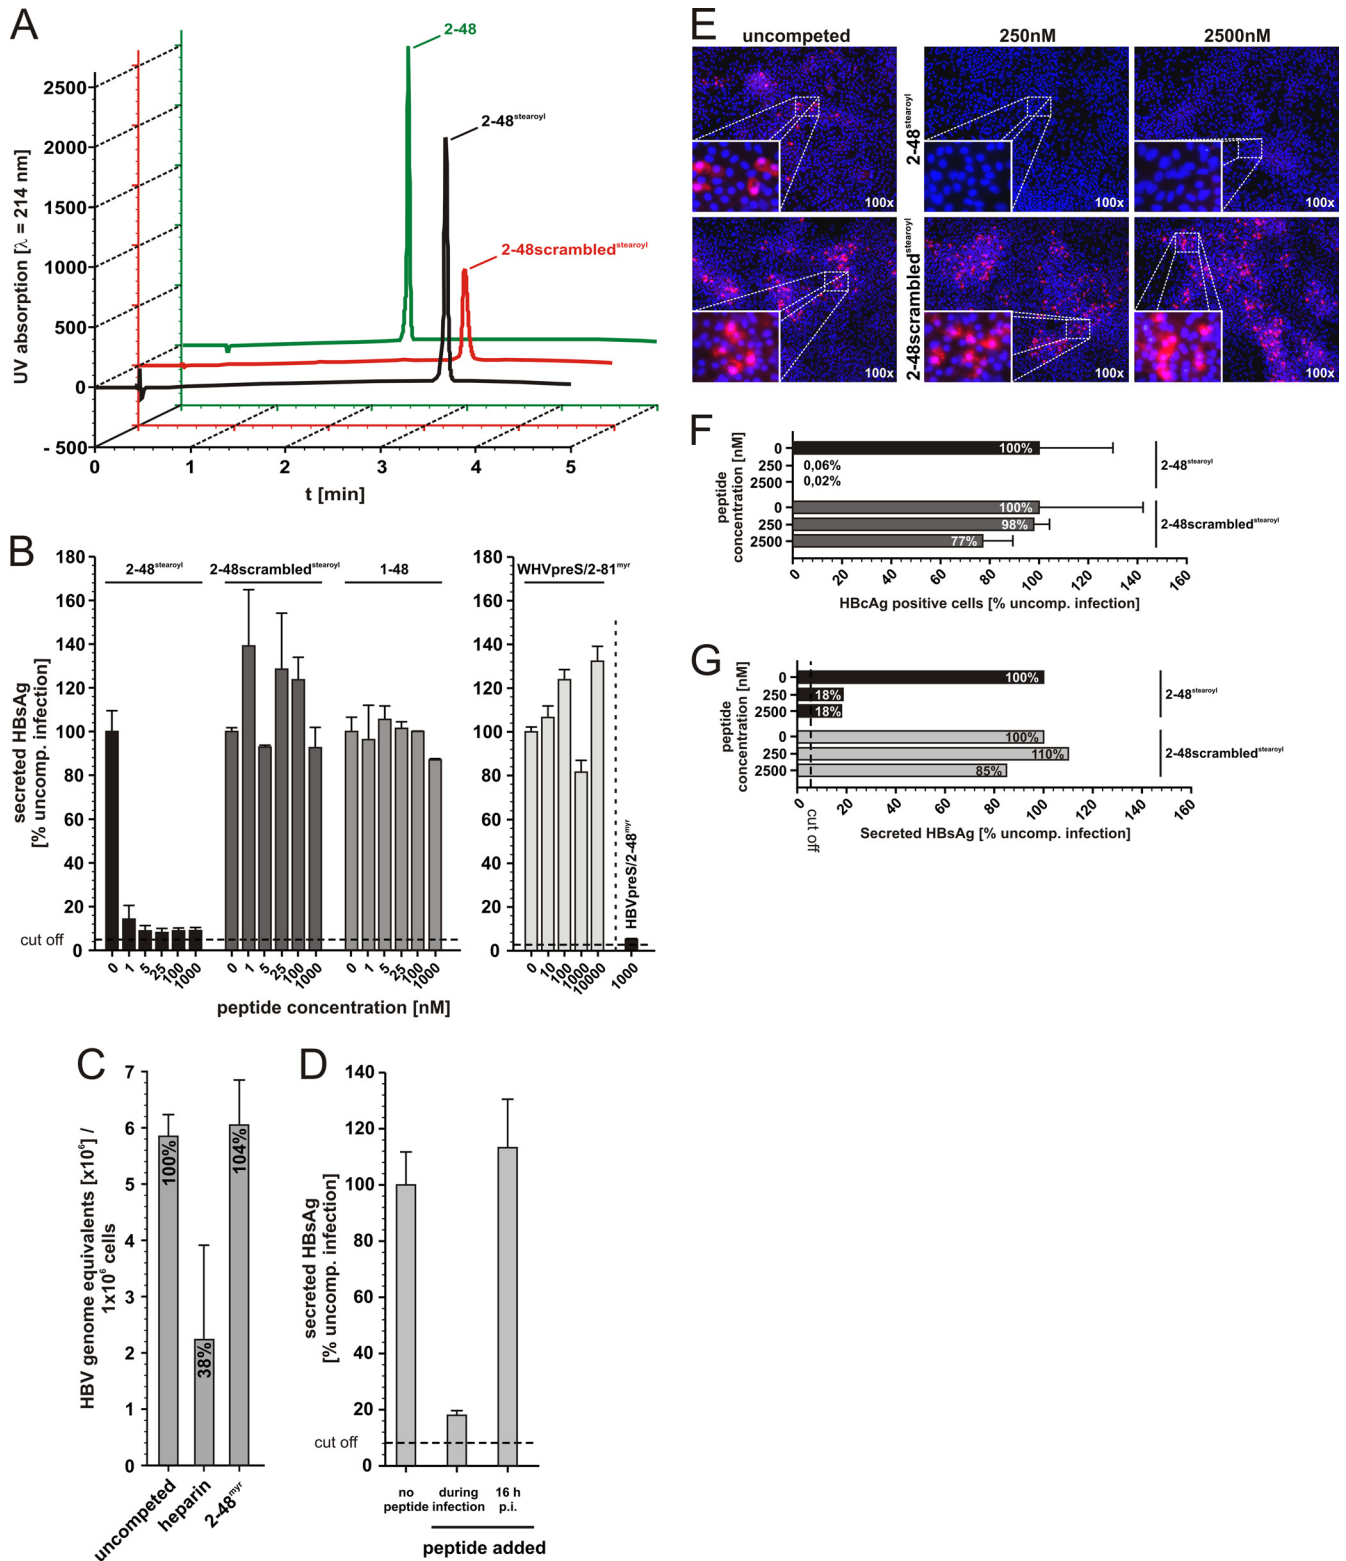 A
UV absorption [λ = 214 nm]
2500
2000
1500
1000
500
0
- 500
0 1 2 3 4 5
t [min]
2-48
2-48stearoyl
2-48scrambledstearoyl
B
secreted HBsAg
[% uncomp. infection]
180
160
140
120
100
80
60
40
20
0
cut off
2-48stearoyl
2-48scrambledstearoyl
1-48
0 1 5 25 100 1000
0 1 5 25 100 1000
0 1 5 25 100 1000
peptide concentration [nM]
180
160
140
120
100
80
60
40
20
0
WHVpreS/2-81myr
HBVpreS/2-48myr
0 10 100 1000 10000 1000
C
HBV genome equivalents [x10⁶] /
1x10⁶ cells
7
6
5
4
3
2
1
0
100%
38%
104%
uncompeted
heparin
2-48myr
D
secreted HBsAg
[% uncomp. infection]
140
120
100
80
60
40
20
0
cut off
no
peptide
during
infection
16 h
p.i.
peptide added
E
uncompeted
250nM
2500nM
2-48stearoyl
100x
100x
100x
2-48scrambledstearoyl
100x
100x
100x
F
peptide
concentration [nM]
0
250
2500
0
250
2500
100%
0,06%
0,02%
100%
98%
77%
2-48stearoyl
2-48scrambledstearoyl
0 20 40 60 80 100 120 140 160
HBcAg positive cells [% uncomp. infection]
G
peptide
concentration [nM]
0
250
2500
0
250
2500
100%
18%
18%
100%
110%
85%
2-48stearoyl
2-48scrambledstearoyl
0 20 40 60 80 100 120 140 160
cut off
Secreted HBsAg [% uncomp. infection]